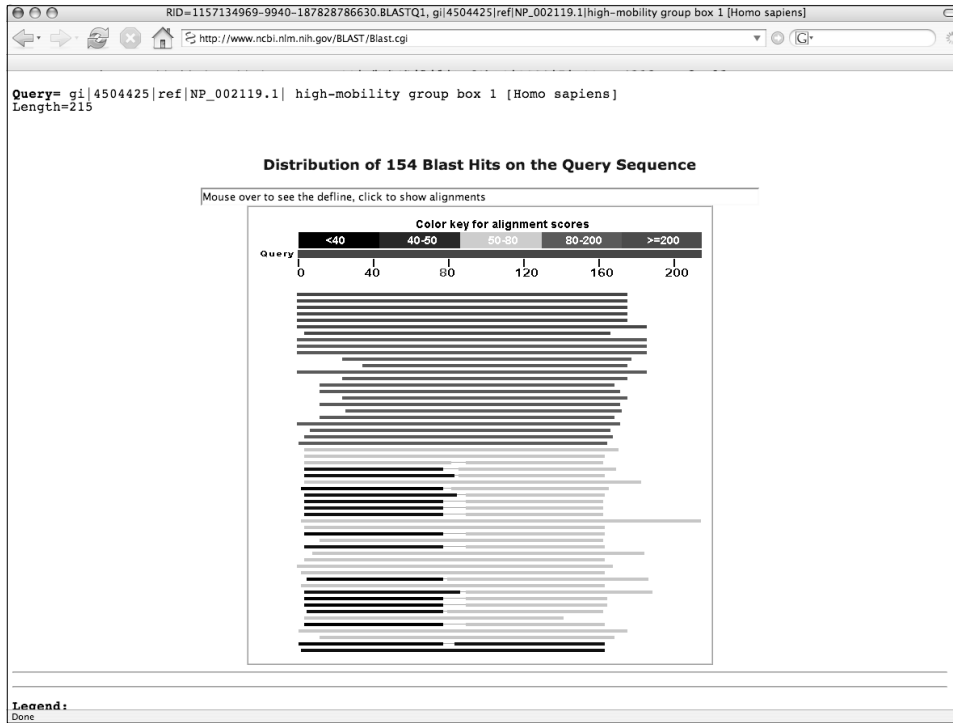 RID=1157134969-9940-187828786630.BLASTQ1, gi|4504425|ref|NP_002119.1|high-mobility group box 1 [Homo sapiens]
http://www.ncbi.nlm.nih.gov/BLAST/Blast.cgi
G
Query= gi|4504425|ref|NP_002119.1| high-mobility group box 1 [Homo sapiens]
Length=215
Distribution of 154 Blast Hits on the Query Sequence
Mouse over to see the defline, click to show alignments
Color key for alignment scores
<40 40-50 50-80 80-200 >=200
Query
0 40 80 120 160 200
Legend:
Done